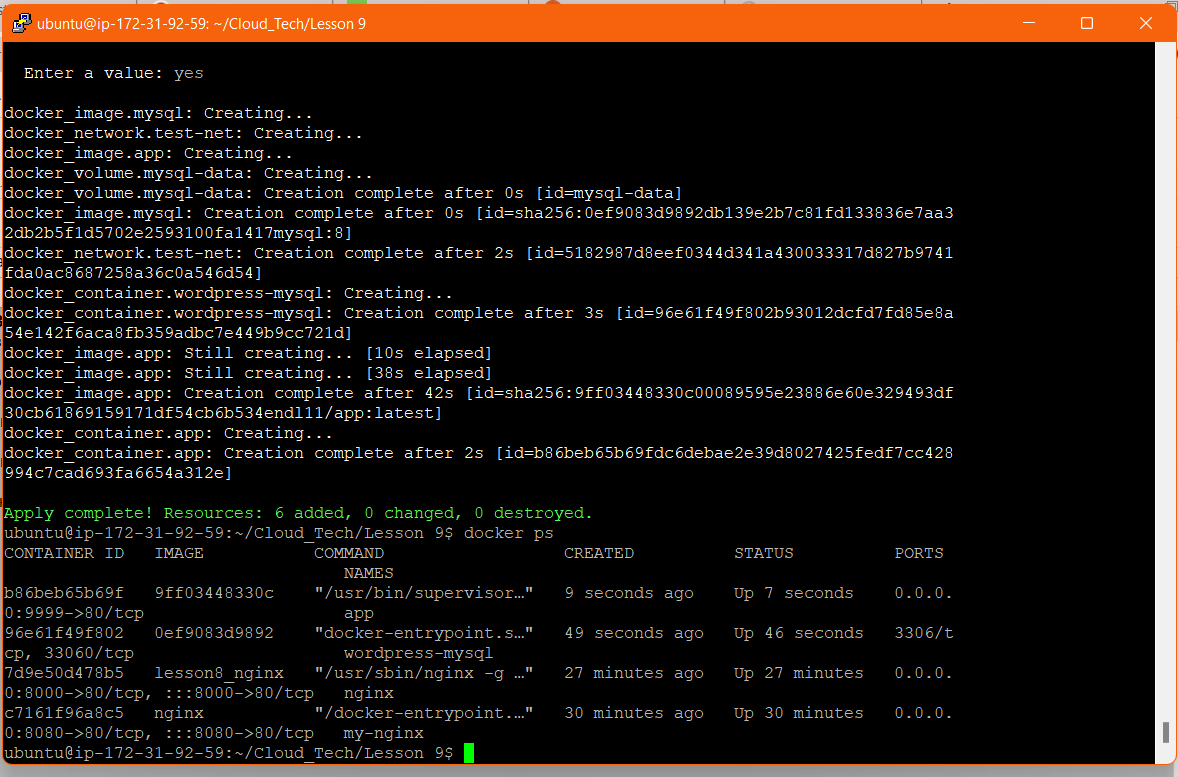 ubuntu@ip-172-31-92-59: ~/Cloud_Tech/Lesson 9
  Enter a value: yes
docker_image.mysql: Creating...
docker_network.test-net: Creating...
docker_image.app: Creating...
docker_volume.mysql-data: Creating...
docker_volume.mysql-data: Creation complete after 0s [id=mysql-data]
docker_image.mysql: Creation complete after 0s [id=sha256:0ef9083d9892db139e2b7c81fd133836e7aa3
2db2b5f1d5702e2593100fa1417mysql:8]
docker_network.test-net: Creation complete after 2s [id=5182987d8eef0344d341a430033317d827b9741
fda0ac8687258a36c0a546d54]
docker_container.wordpress-mysql: Creating...
docker_container.wordpress-mysql: Creation complete after 3s [id=96e61f49f802b93012dcfd7fd85e8a
54e142f6aca8fb359adbc7e449b9cc721d]
docker_image.app: Still creating... [10s elapsed]
docker_image.app: Still creating... [38s elapsed]
docker_image.app: Creation complete after 42s [id=sha256:9ff03448330c00089595e23886e60e329493df
30cb61869159171df54cb6b534endl11/app:latest]
docker_container.app: Creating...
docker_container.app: Creation complete after 2s [id=b86beb65b69fdc6debae2e39d8027425fedf7cc428
994c7cad693fa6654a312e]
Apply complete! Resources: 6 added, 0 changed, 0 destroyed.
ubuntu@ip-172-31-92-59:~/Cloud_Tech/Lesson 9$ docker ps
CONTAINER ID   IMAGE           COMMAND                  CREATED          STATUS          PORTS
                                  NAMES
b86beb65b69f   9ff03448330c    "/usr/bin/supervisor…"   9 seconds ago    Up 7 seconds    0.0.0.
0:9999->80/tcp                    app
96e61f49f802   0ef9083d9892    "docker-entrypoint.s…"   49 seconds ago   Up 46 seconds   3306/t
cp, 33060/tcp                     wordpress-mysql
7d9e50d478b5   lesson8_nginx   "/usr/sbin/nginx -g …"   27 minutes ago   Up 27 minutes   0.0.0.
0:8000->80/tcp, :::8000->80/tcp   nginx
c7161f96a8c5   nginx           "/docker-entrypoint.…"   30 minutes ago   Up 30 minutes   0.0.0.
0:8080->80/tcp, :::8080->80/tcp   my-nginx
ubuntu@ip-172-31-92-59:~/Cloud_Tech/Lesson 9$